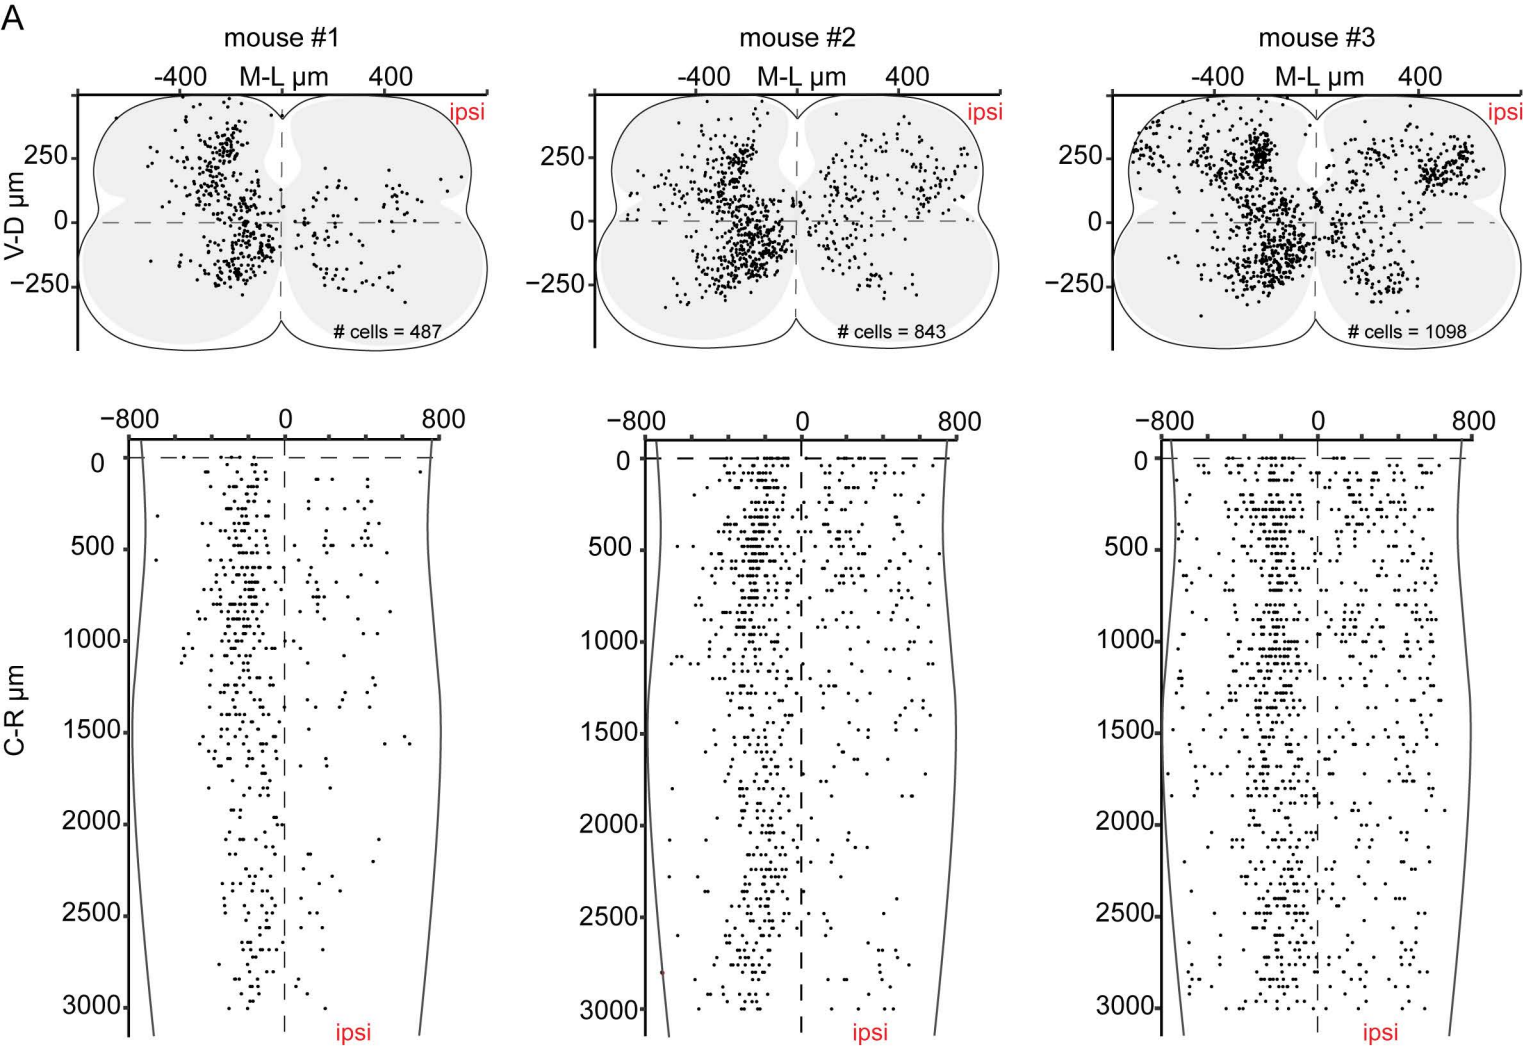 A
mouse #1
mouse #2
mouse #3
-400 M-L µm 400
-400 M-L µm 400
-400 M-L µm 400
ipsi
ipsi
ipsi
V-D µm
250
0
−250
250
0
−250
250
0
−250
# cells = 487
# cells = 843
# cells = 1098
−800 0 800
−800 0 800
−800 0 800
C-R µm
0
500
1000
1500
2000
2500
3000
0
500
1000
1500
2000
2500
3000
0
500
1000
1500
2000
2500
3000
ipsi
ipsi
ipsi